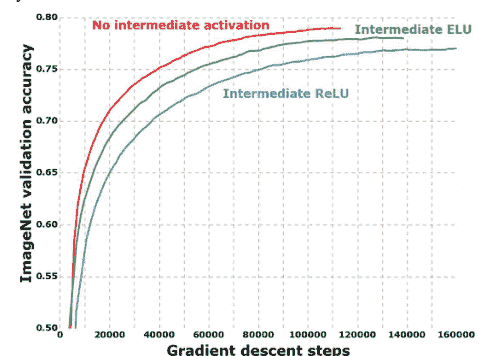 0.80
No intermediate activation
Intermediate ELU
0.75
Intermediate ReLU
0.70
0.65
0.60
0.55
0.50
ImageNet validation accuracy
0 20000 40000 60000 80000 100000 120000 140000 160000
Gradient descent steps